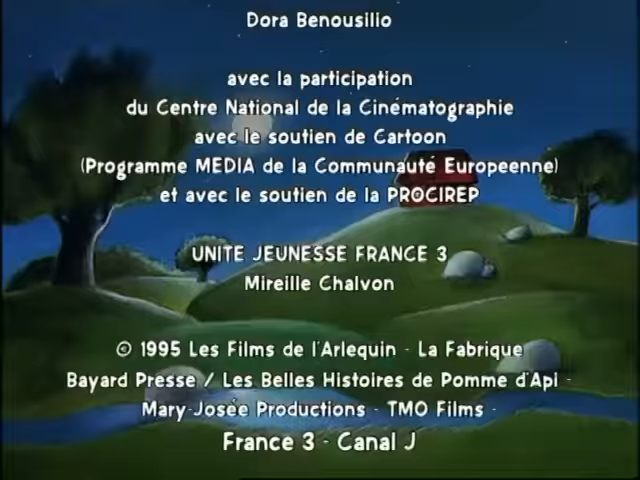 Dora Benousilio
avec la participation
du Centre National de la Cinématographie
avec le soutien de Cartoon
(Programme MEDIA de la Communauté Europeenne)
et avec le soutien de la PROCIREP
UNITE JEUNESSE FRANCE 3
Mireille Chalvon
© 1995 Les Films de l'Arlequin - La Fabrique
Bayard Presse / Les Belles Histoires de Pomme d'Api -
Mary-Josée Productions - TMO Films -
France 3 - Canal J